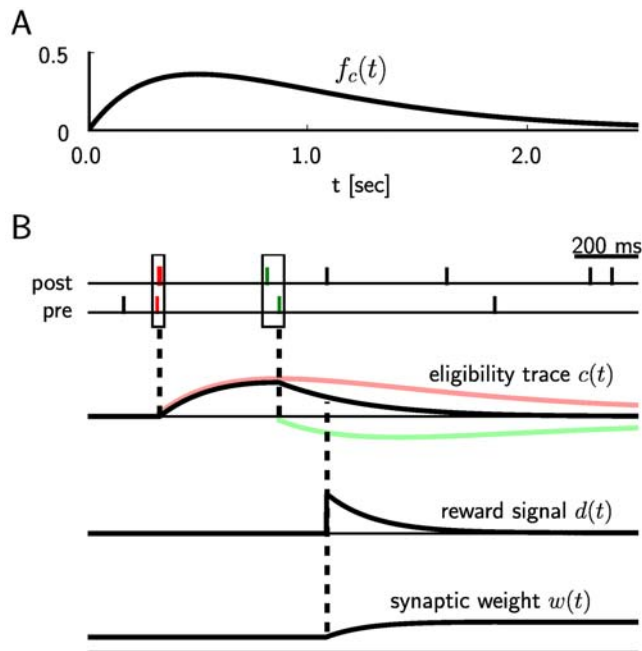 A
0.5
f_c(t)
0
0.0 1.0 2.0
t [sec]
B
200 ms
post
pre
eligibility trace c(t)
reward signal d(t)
synaptic weight w(t)